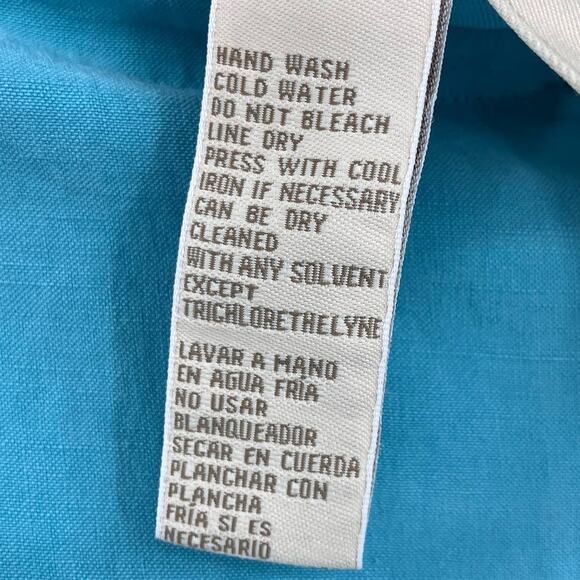 HAND WASH
COLD WATER
DO NOT BLEACH
LINE DRY
PRESS WITH COOL
IRON IF NECESSARY
CAN BE DRY
CLEANED
WITH ANY SOLVENT
EXCEPT
TRICHLORETHELYNE
LAVAR A MANO
EN AGUA FRÍA
NO USAR
BLANQUEADOR
SECAR EN CUERDA
PLANCHAR CON
PLANCHA
FRÍA SI ES
NECESARIO